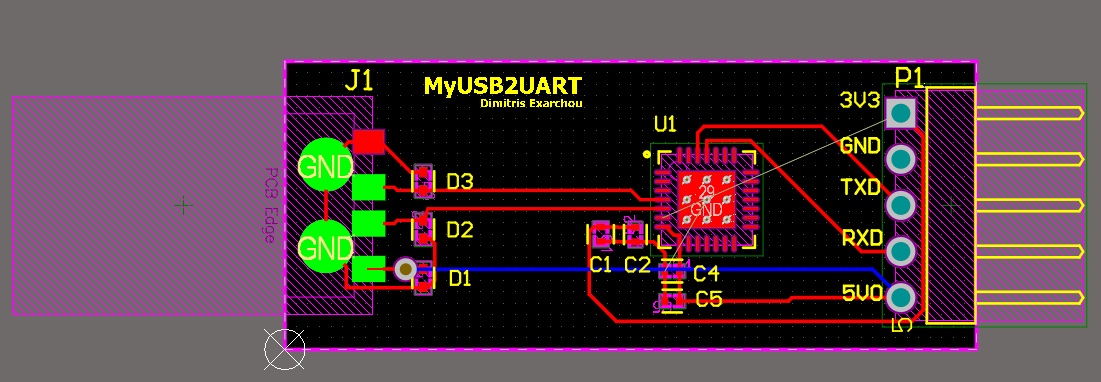 J1
MyUSB2UART
Dimitris Exarchou
P1
3V3
U1
GND
GND
TXD
29
GND
D3
PCB Edge
D2
RXD
GND
C1
C2
C4
D1
5V0
C5
5